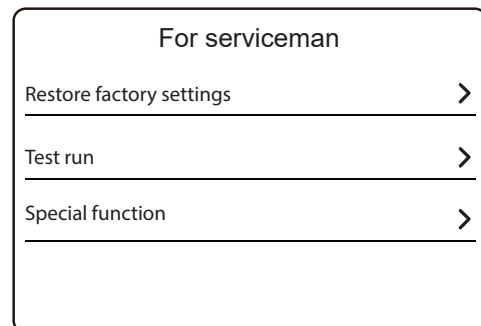 For serviceman
Restore factory settings
Test run
Special function